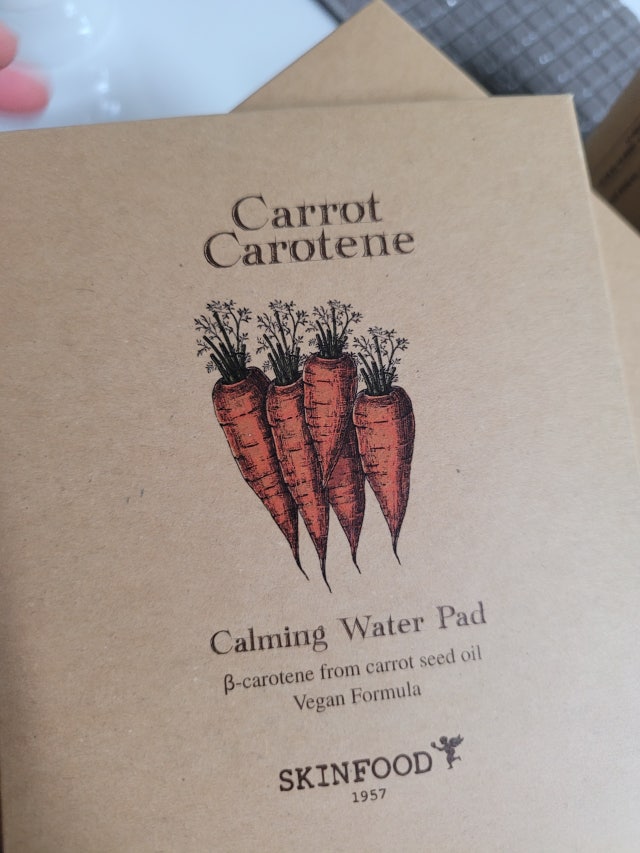 Carrot
Carotene
Calming Water Pad
β-carotene from carrot seed oil
Vegan Formula
SKINFOOD
1957